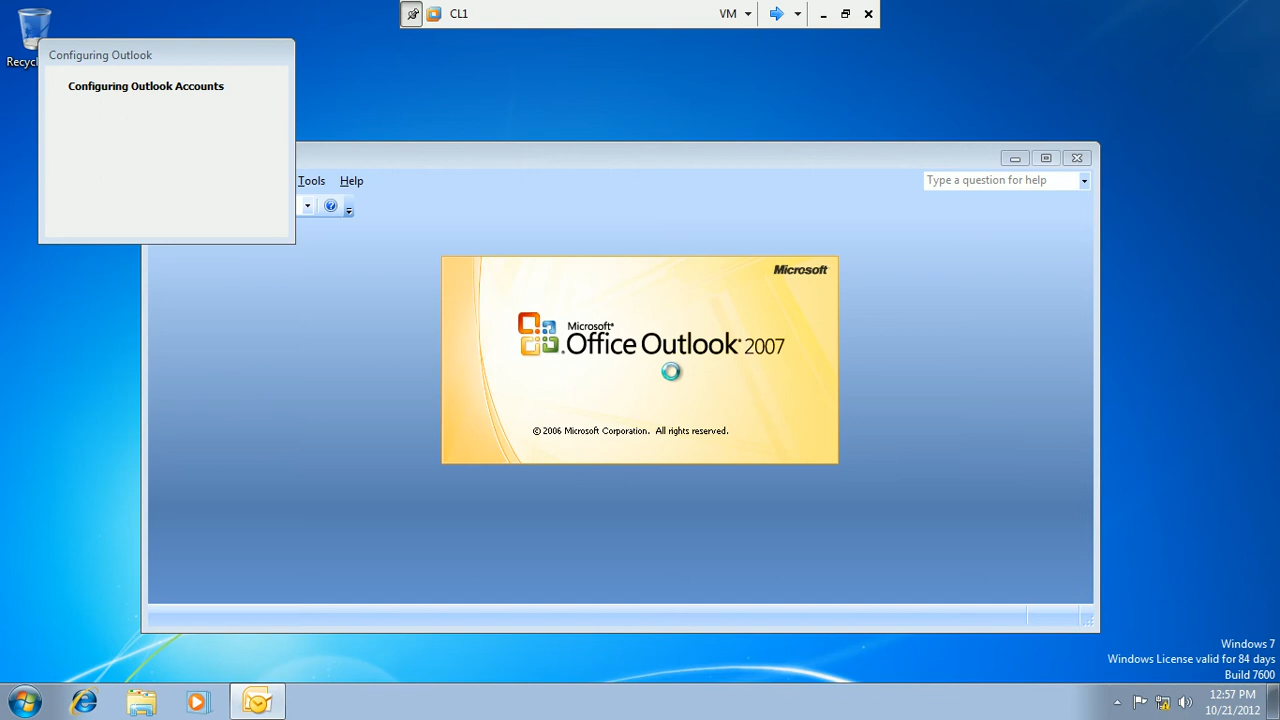 CL1
VM
Recycl
Configuring Outlook
Configuring Outlook Accounts
Tools Help
Type a question for help
Microsoft
Microsoft®
Office Outlook® 2007
© 2006 Microsoft Corporation. All rights reserved.
Windows 7
Windows License valid for 84 days
Build 7600
12:57 PM
10/21/2012